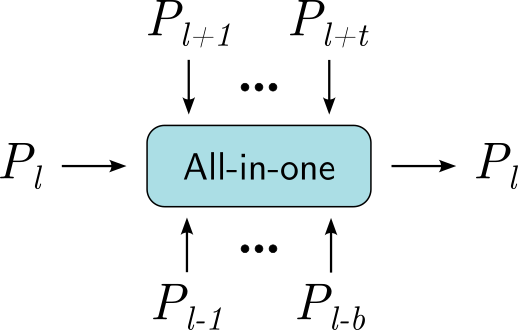 P_{l+1} ... P_{l+t}
P_l All-in-one P_l
...
P_{l-1} P_{l-b}